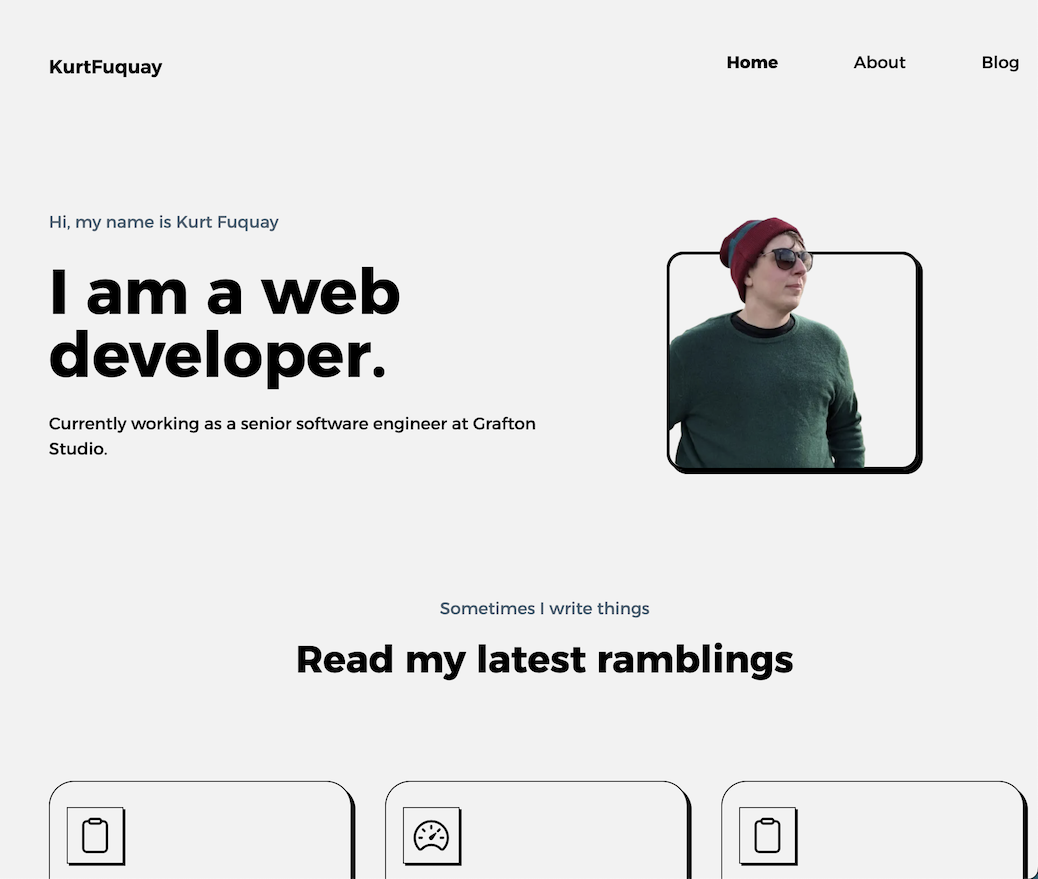 KurtFuquay
Home
About
Blog
Hi, my name is Kurt Fuquay
I am a web
developer.
Currently working as a senior software engineer at Grafton
Studio.
Sometimes I write things
Read my latest ramblings